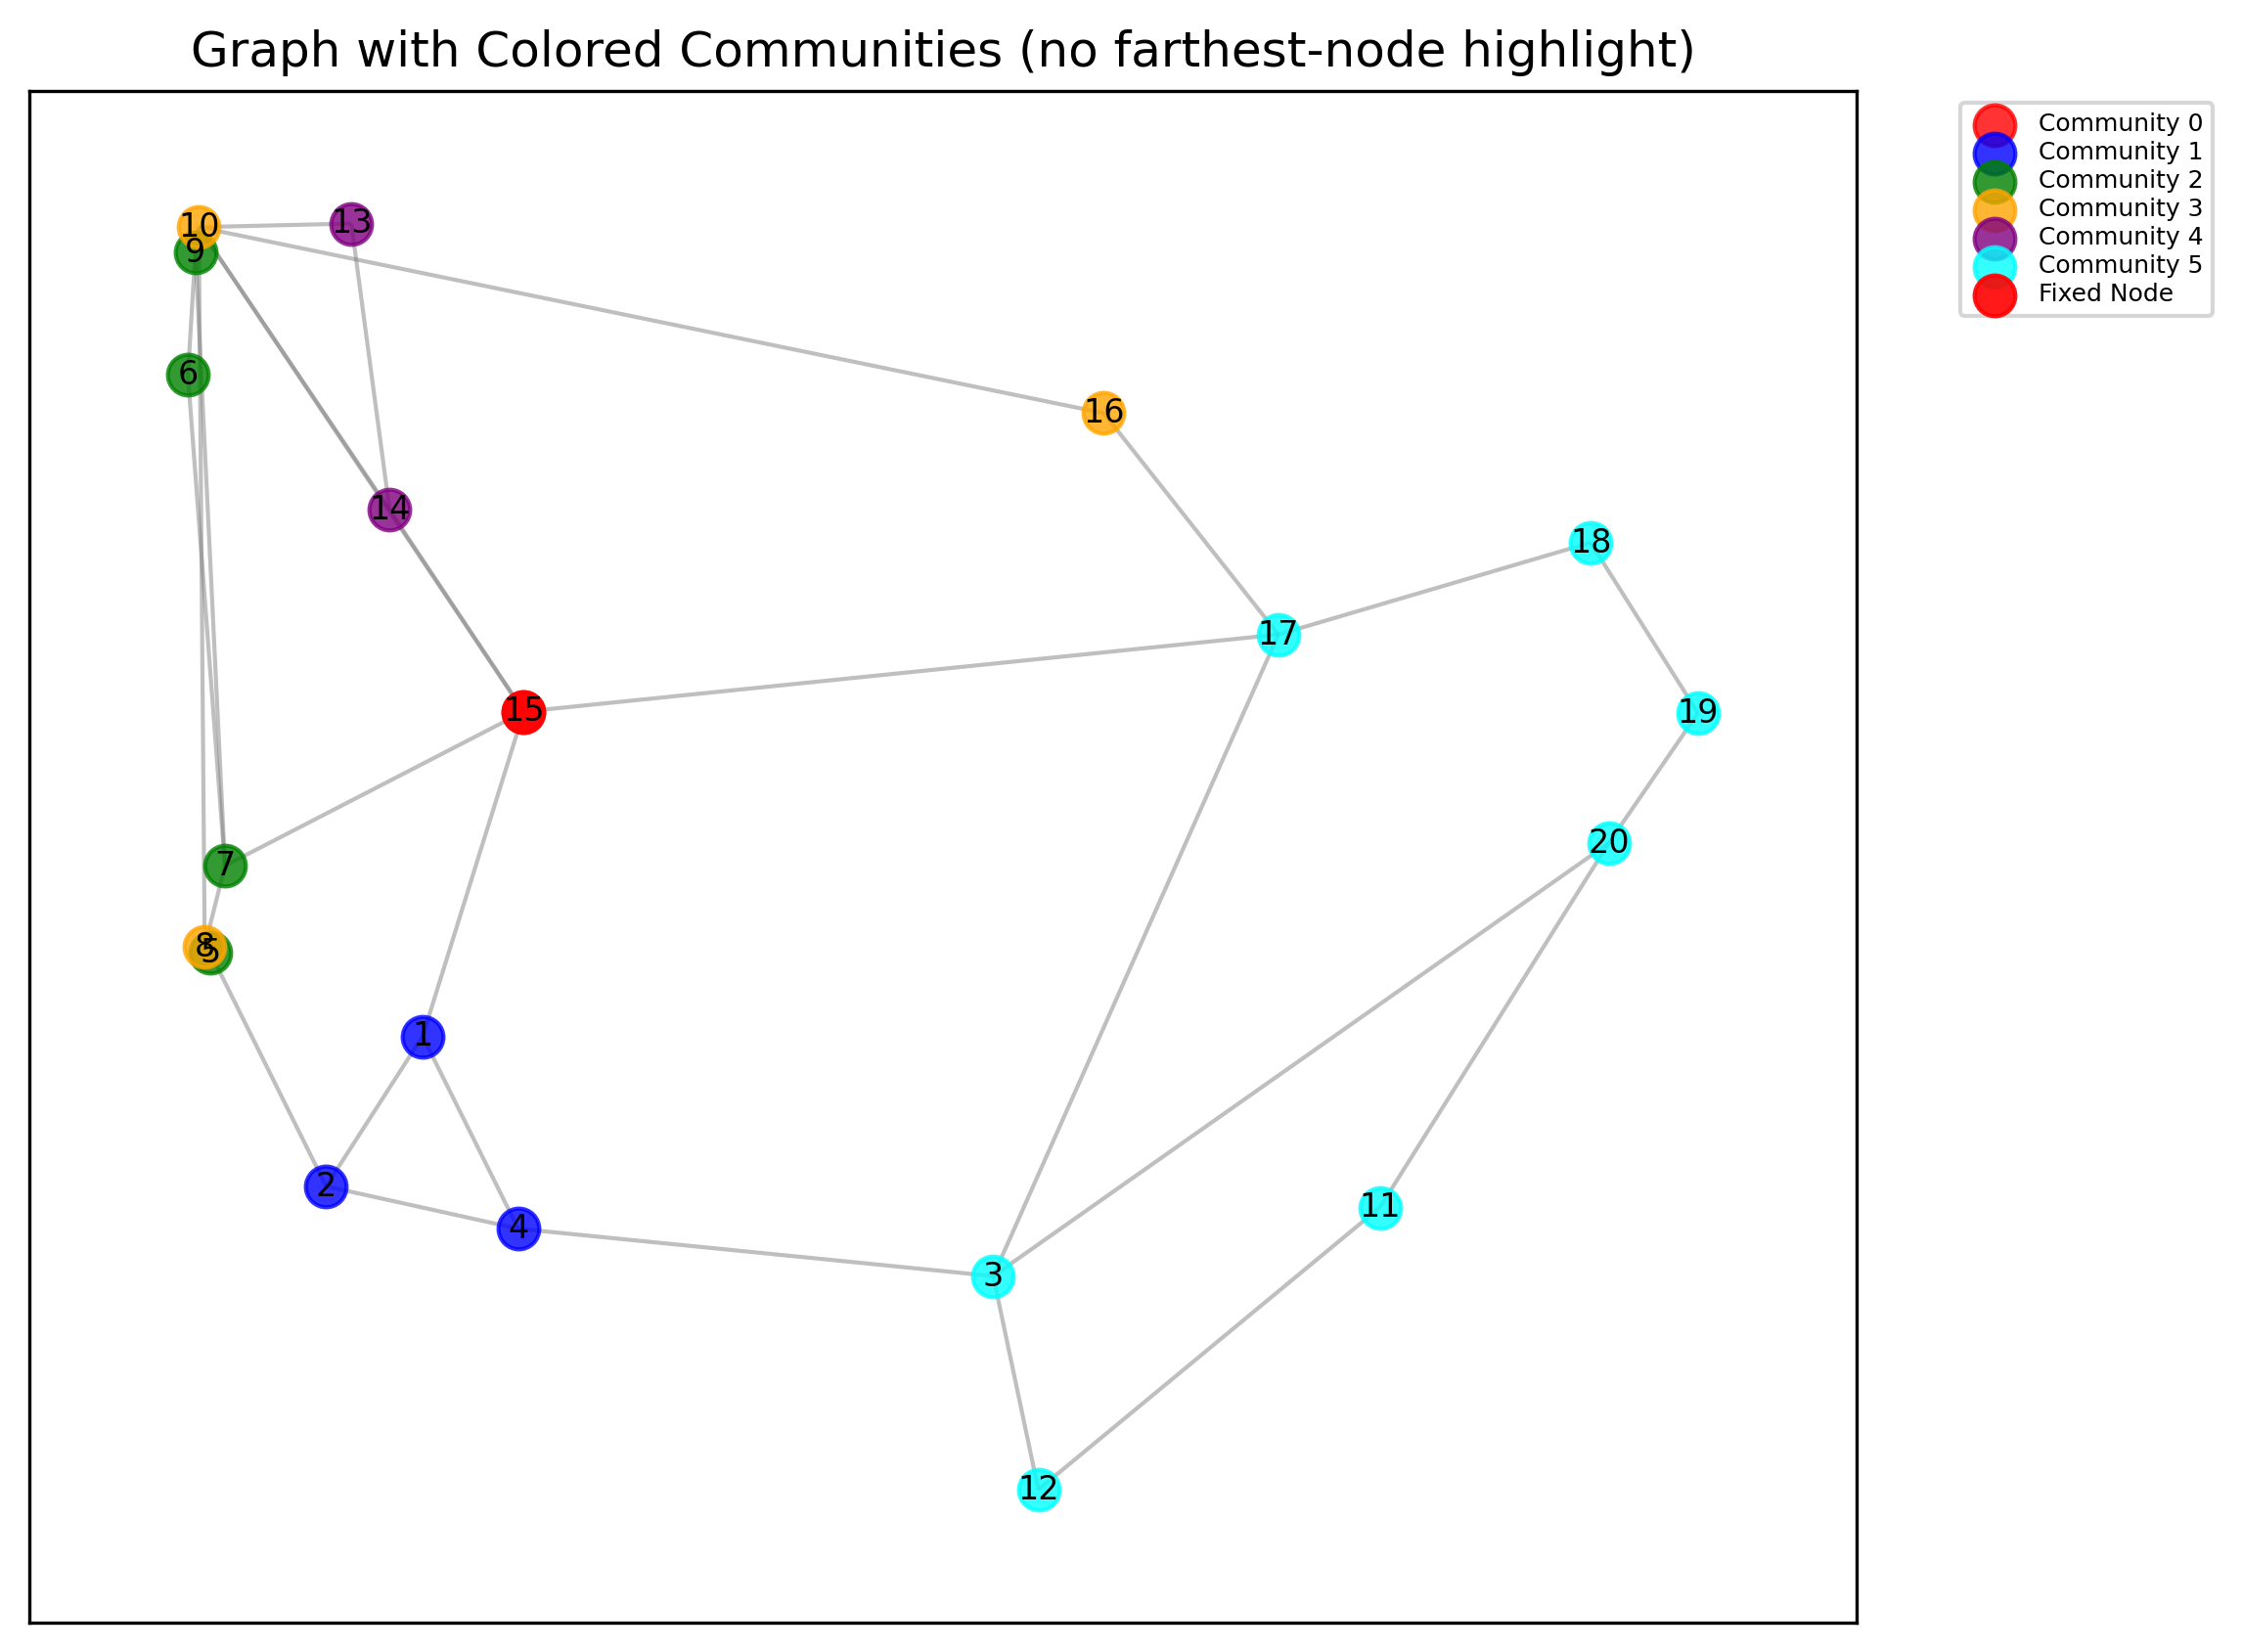 Graph with Colored Communities (no farthest-node highlight)
Community 0
Community 1
Community 2
Community 3
Community 4
Community 5
Fixed Node
10
13
9
6
16
14
18
17
15
19
20
7
8
5
1
2
11
4
3
12